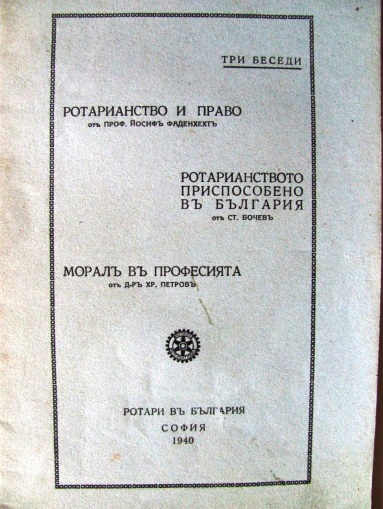 ТРИ БЕСЕДИ
РОТАРИАНСТВО И ПРАВО
отъ ПРОФ. ЙОСИФЪ ФАДЕНХЕХТЪ
РОТАРИАНСТВОТО
ПРИСПОСОБЕНО
ВЪ БЪЛГАРИЯ
отъ СТ. БОЧЕВЪ
МОРАЛЪ ВЪ ПРОФЕСИЯТА
отъ Д-РЪ ХР. ПЕТРОВЪ
РОТАРИ ВЪ БЪЛГАРИЯ
СОФИЯ
1940